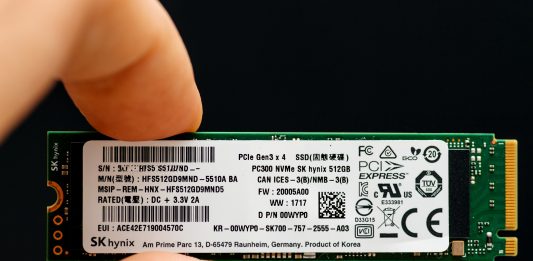 SK hynix
PCIe Gen3 x 4 SSD(固態硬碟)
PC300 NVMe SK hynix 512GB
CAN ICES-3(B)/NMB-3(B)
FW : 20005A00
WW : 1717
D P/N 00WYP0
S/N :
M/N(型號) : HFS512GD9MND-5510A BA
MSIP-REM-HNX-HFS512GD9MND5
RATED(電壓) : DC + 3.3V 2A
EUI : ACE42E719004570C
KR-00WYP0-SK700-757-2555-A03
SK hynix Am Prime Parc 13, D-65479 Raunheim, Germany. Product of Korea
ECO
20
PCI EXPRESS
TÜV
E333981
D33015
CE